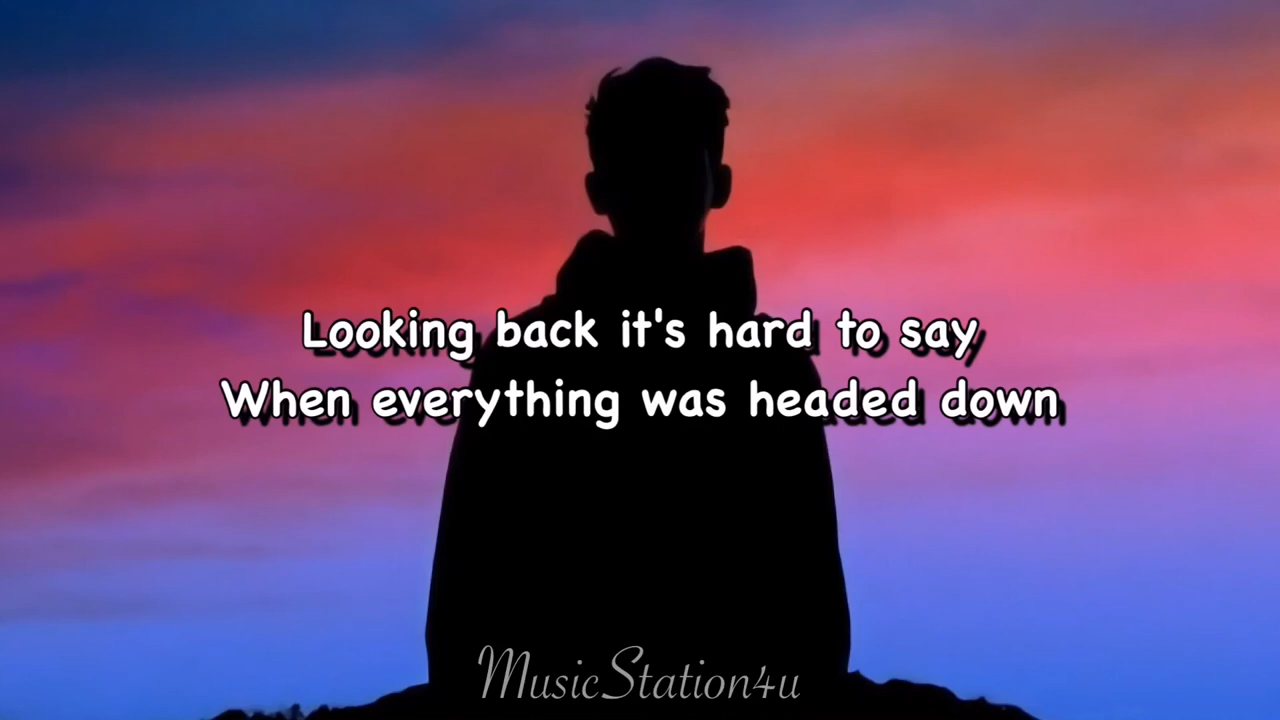 Looking back it's hard to say
When everything was headed down
MusicStation4u